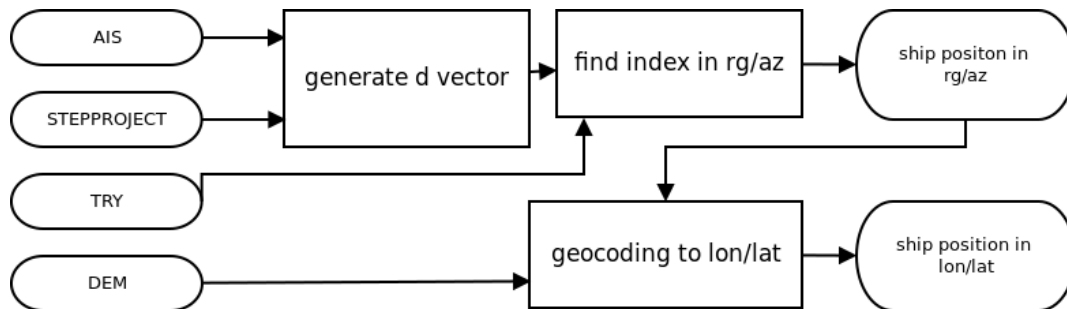 AIS
generate d vector
find index in rg/az
ship positon in
rg/az
STEPPROJECT
TRY
DEM
geocoding to lon/lat
ship position in
lon/lat